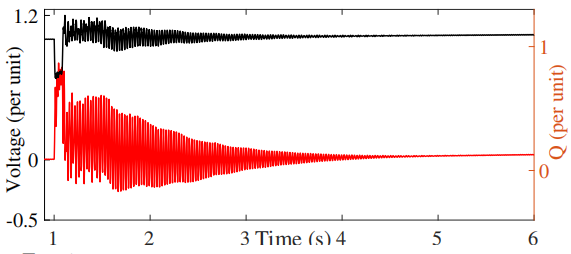 1.2
0
-0.5
Voltage (per unit)
1
0
Q (per unit)
1 2 3 Time (s) 4 5 6